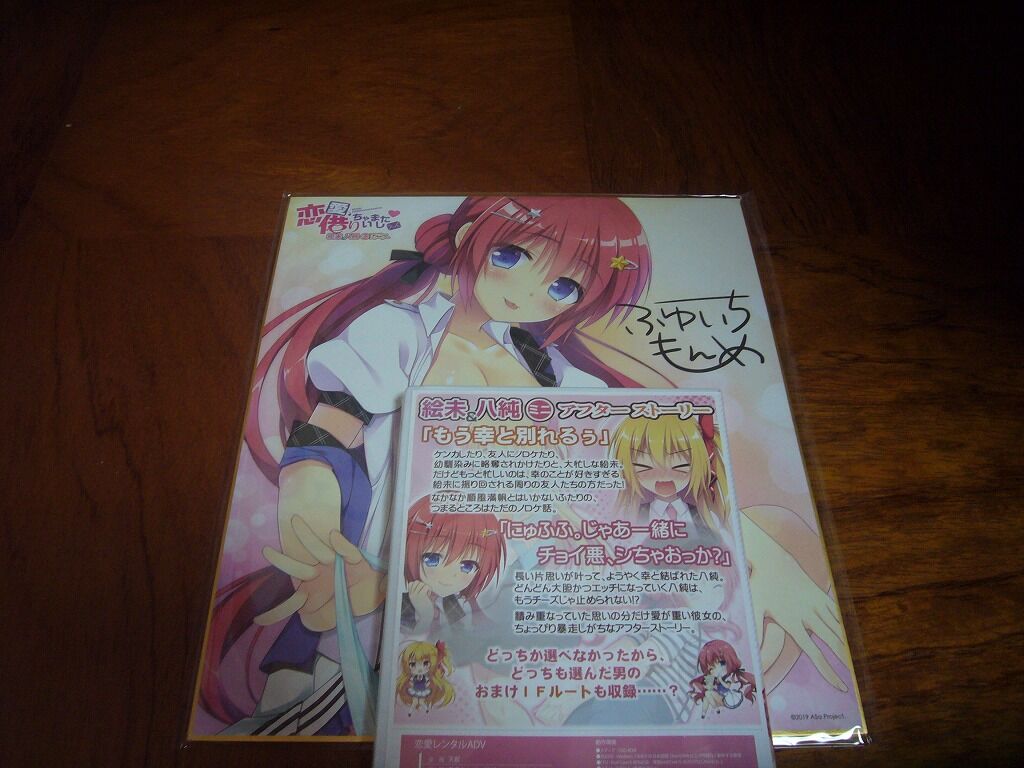 恋借
ふゆいち
もんめ
絵未&八純 主 アフターストーリー
「もう幸と別れるぅ」
ケンカしたり、友人にノロケたり、
幼馴染みに略奪されかけたりと、大忙しな絵未。
だけどもっと忙しいのは、幸のことが好きすぎる
絵未に振り回される周りの友人たちの方だった!
なかなか順風満帆とはいかないふたりの、
つまるところはただのノロケ話。
「にゅふふ。じゃあ一緒に
チョイ悪、シちゃおっか?」
長い片思いが叶って、ようやく幸と結ばれた八純。
どんどん大胆かつエッチになっていく八純は、
もうチーズじゃ止められない!?
積み重なっていた思いの分だけ愛が重い彼女の、
ちょっぴり暴走しがちなアフターストーリー。
どっちか選べなかったから、
どっちも選んだ男の
おまけIFルートも収録……?
恋愛レンタルADV
©2019 ASa Project.